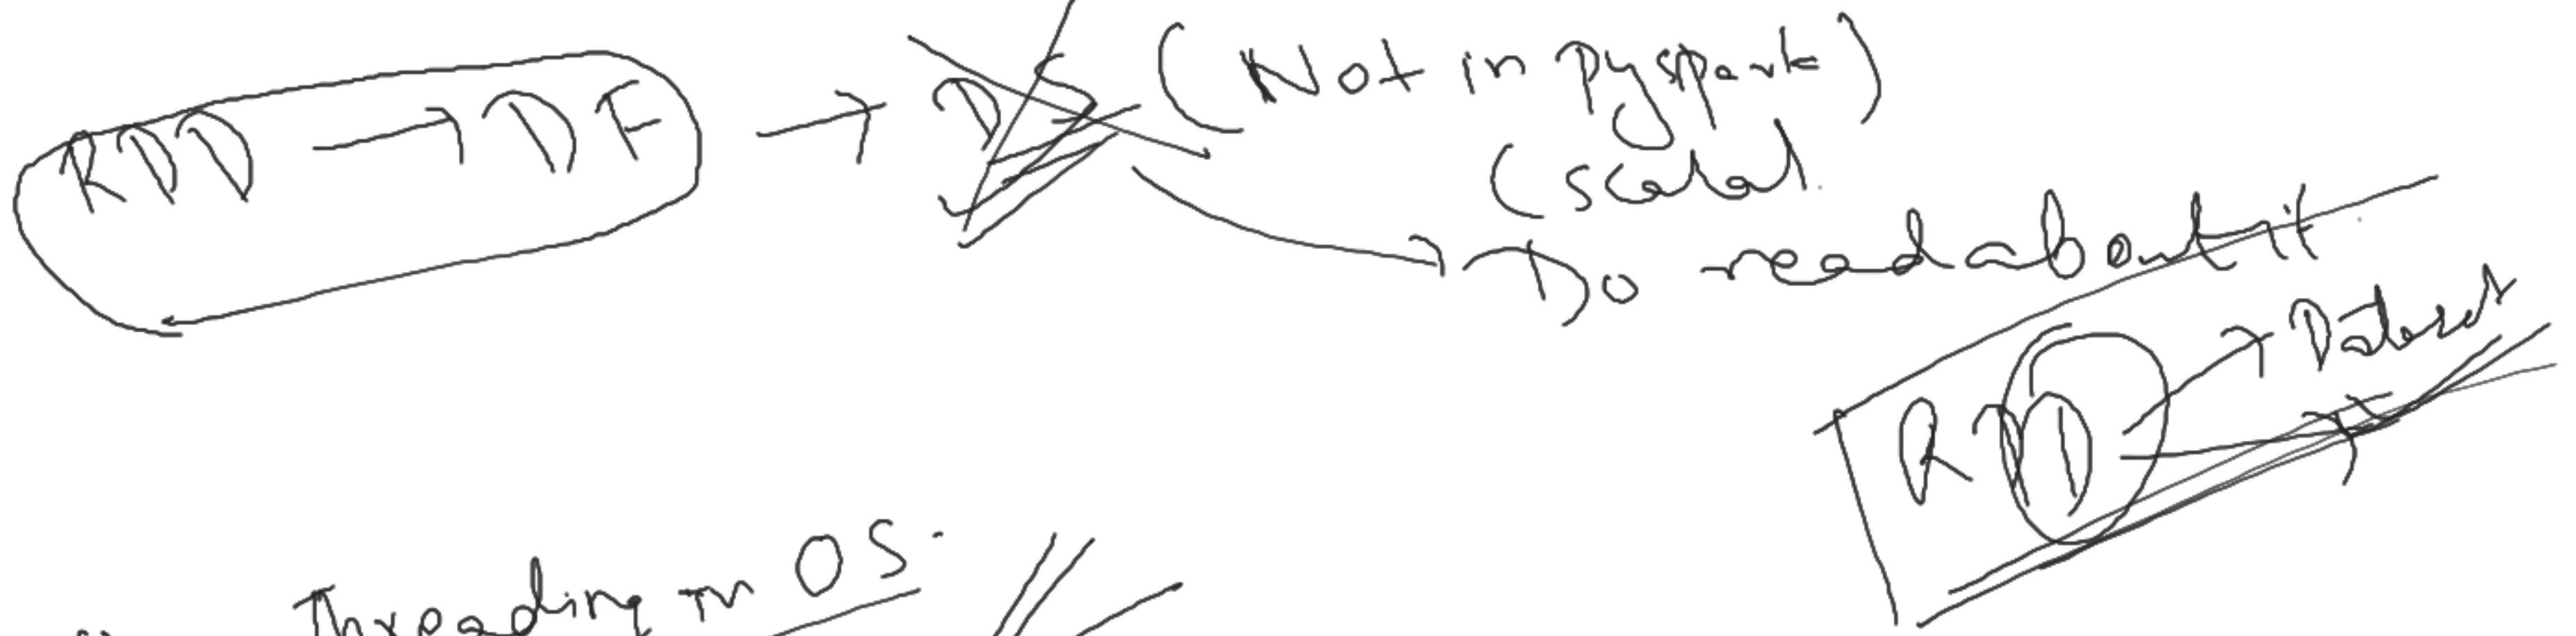 RDD → DF → DS (Not in pyspark)
(scala)
Do read about it
→ Dataset
RDD
Threading in OS.